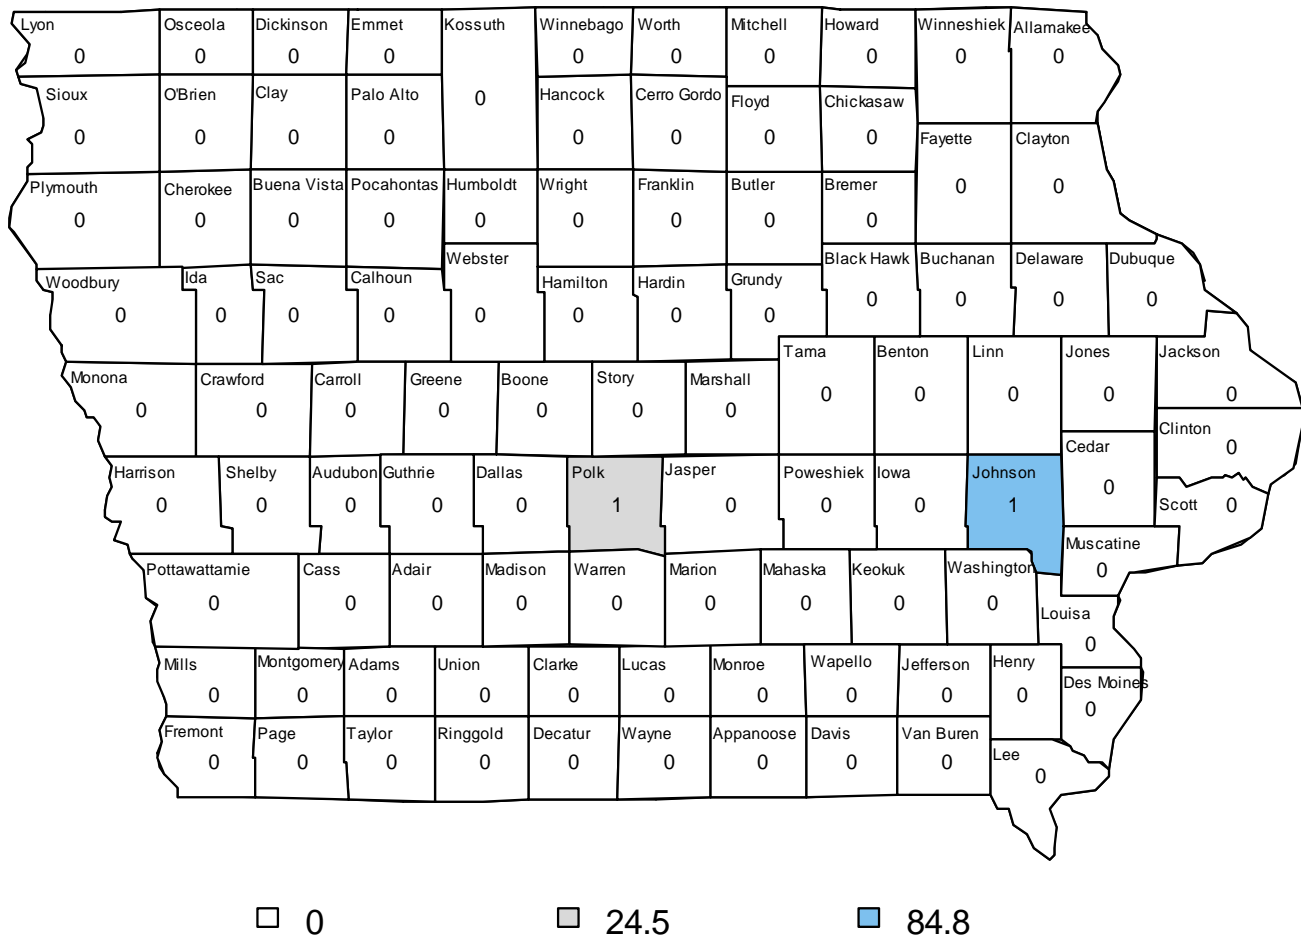 Lyon Osceola Dickinson Emmet Kossuth Winnebago Worth Mitchell Howard Winneshiek Allamakee
0 0 0 0 0 0 0 0 0 0
Sioux O'Brien Clay Palo Alto 0 Hancock Cerro Gordo Floyd Chickasaw
0 0 0 0 0 0 0 0
Fayette Clayton
Plymouth Cherokee Buena Vista Pocahontas Humboldt Wright Franklin Butler Bremer 0 0
0 0 0 0 0 0 0 0 0
Webster Black Hawk Buchanan Delaware Dubuque
Woodbury Ida Sac Calhoun Hamilton Hardin Grundy
0 0 0 0 0 0 0 0 0 0 0 0
Tama Benton Linn Jones Jackson
Monona Crawford Carroll Greene Boone Story Marshall
0 0 0 0 0
0 0 0 0 0 0 0
Clinton
Cedar 0
Harrison Shelby Audubon Guthrie Dallas Polk Jasper Poweshiek Iowa Johnson
0
0 0 0 0 0 1 0 0 0 1 Scott 0
Muscatine
0
Pottawattamie Cass Adair Madison Warren Marion Mahaska Keokuk Washington
0 0 0 0 0 0 0 0 0
Louisa
0
Mills Montgomery Adams Union Clarke Lucas Monroe Wapello Jefferson Henry
Des Moines
0 0 0 0 0 0 0 0 0 0
0
Fremont Page Taylor Ringgold Decatur Wayne Appanoose Davis Van Buren
Lee
0 0 0 0 0 0 0 0 0
0
0 24.5 84.8